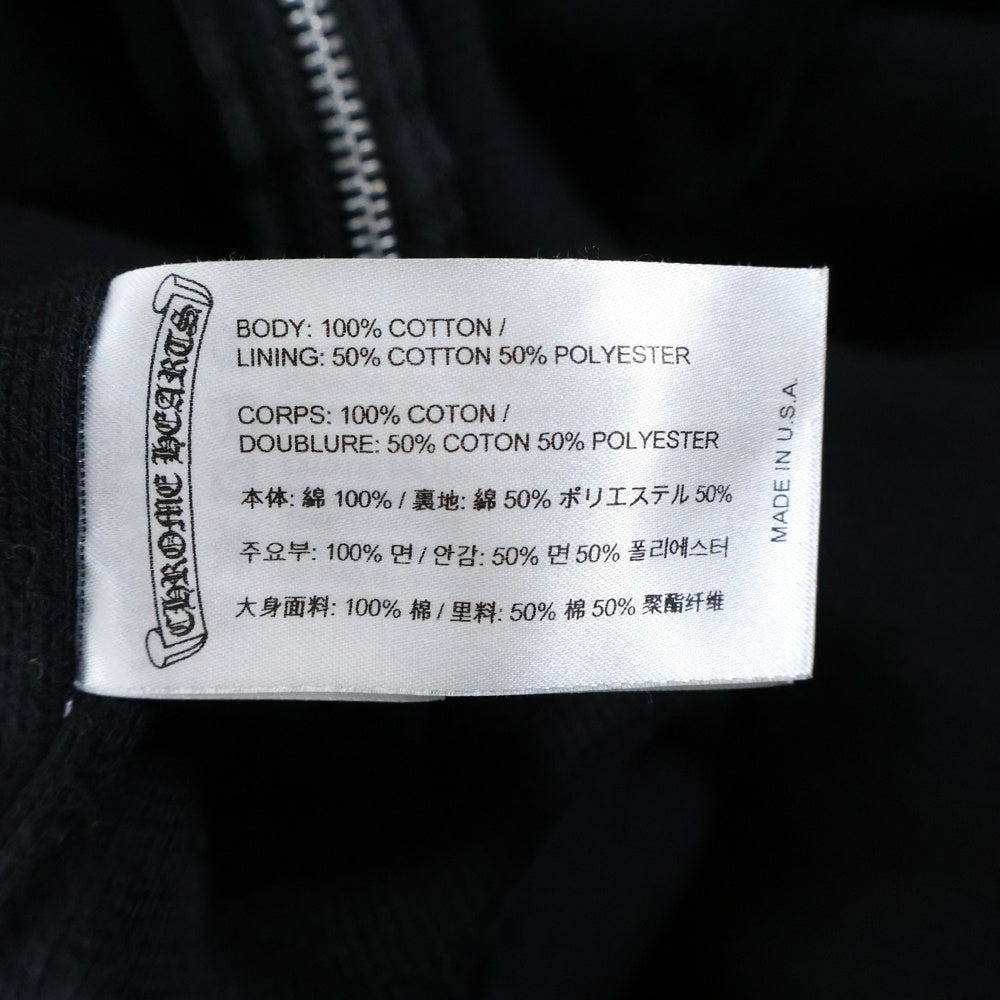 CHROME HEARTS
BODY: 100% COTTON /
LINING: 50% COTTON 50% POLYESTER
CORPS: 100% COTON /
DOUBLURE: 50% COTON 50% POLYESTER
本体: 綿 100% / 裏地: 綿 50% ポリエステル 50%
주요부: 100% 면 / 안감: 50% 면 50% 폴리에스터
大身面料: 100% 棉 / 里料: 50% 棉 50% 聚酯纤维
MADE IN U.S.A.